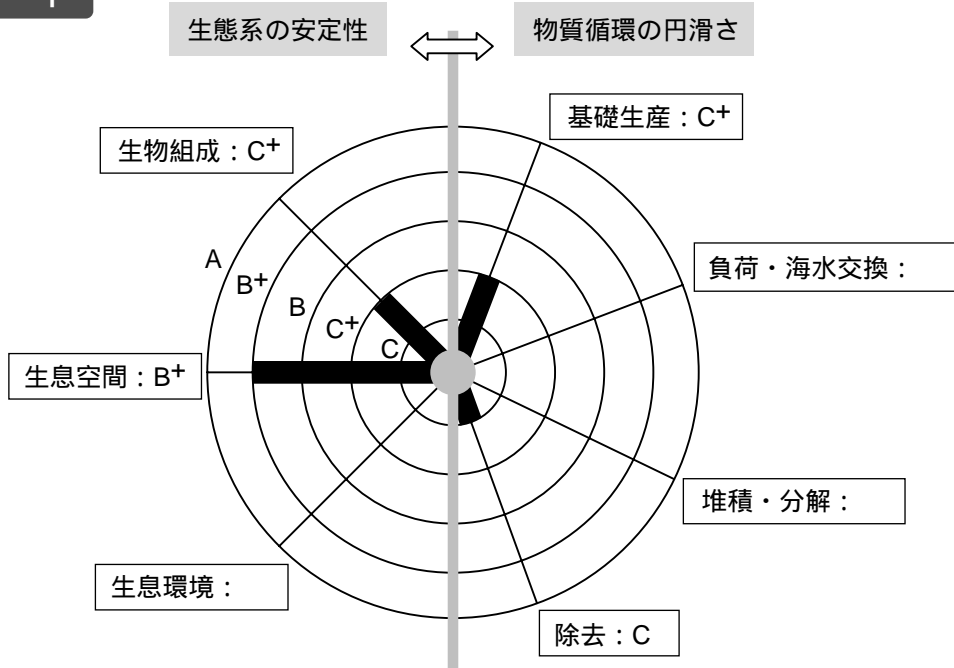 生態系の安定性
物質循環の円滑さ
基礎生産：C+
生物組成：C+
負荷・海水交換：
A
B+
B
C+
C
生息空間：B+
堆積・分解：
生息環境：
除去：C